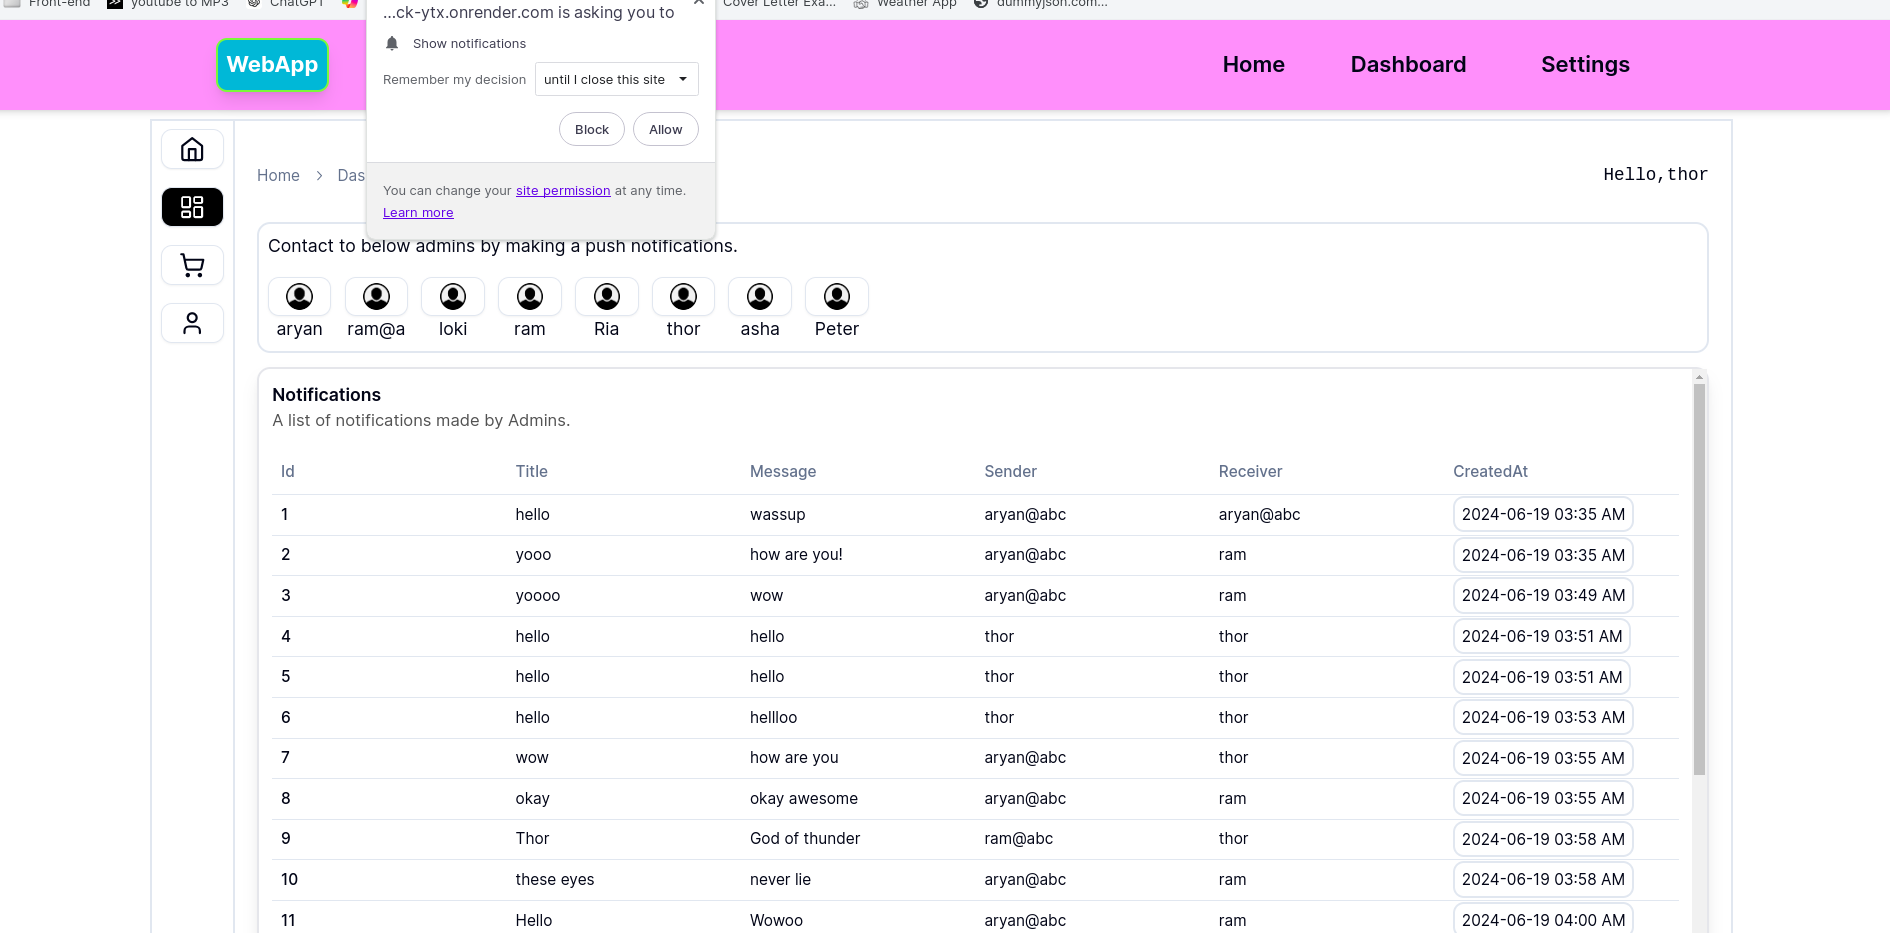 Front-end youtube to MP3 ChatGPT Cover Letter Exa... Weather App dummyjson.com...
...ck-ytx.onrender.com is asking you to
Show notifications
Remember my decision until I close this site
Block Allow
You can change your site permission at any time.
Learn more
WebApp Home Dashboard Settings
Home Das Hello,thor
Contact to below admins by making a push notifications.
aryan ram@a loki ram Ria thor asha Peter
Notifications
A list of notifications made by Admins.
Id Title Message Sender Receiver CreatedAt
1 hello wassup aryan@abc aryan@abc 2024-06-19 03:35 AM
2 yooo how are you! aryan@abc ram 2024-06-19 03:35 AM
3 yoooo wow aryan@abc ram 2024-06-19 03:49 AM
4 hello hello thor thor 2024-06-19 03:51 AM
5 hello hello thor thor 2024-06-19 03:51 AM
6 hello hellloo thor thor 2024-06-19 03:53 AM
7 wow how are you aryan@abc thor 2024-06-19 03:55 AM
8 okay okay awesome aryan@abc ram 2024-06-19 03:55 AM
9 Thor God of thunder ram@abc thor 2024-06-19 03:58 AM
10 these eyes never lie aryan@abc ram 2024-06-19 03:58 AM
11 Hello Wowoo aryan@abc ram 2024-06-19 04:00 AM